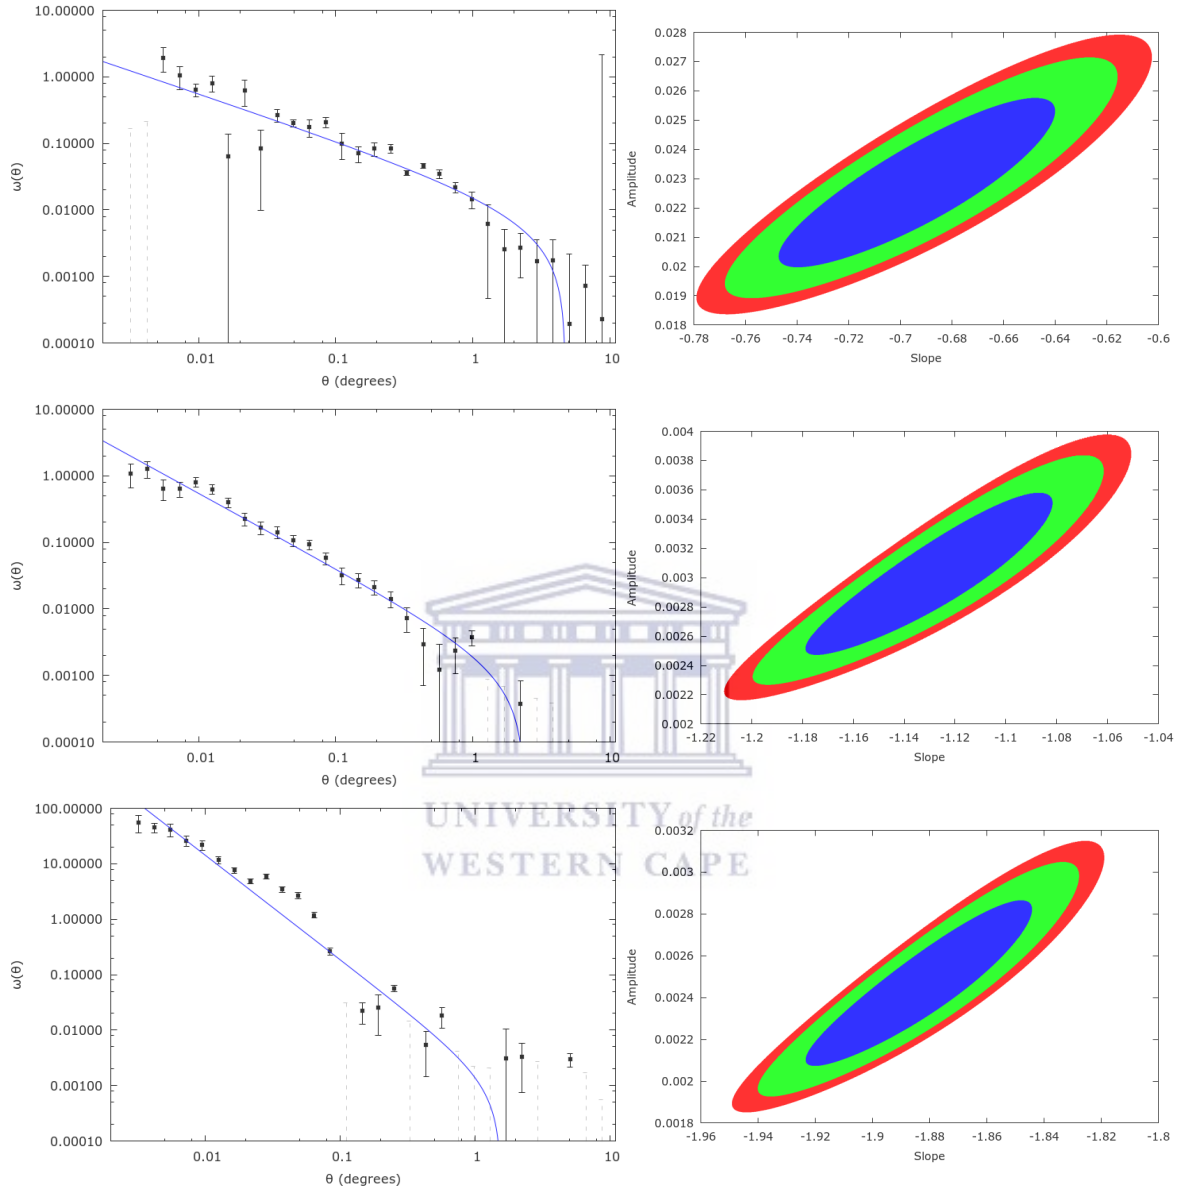 10.00000
1.00000
0.10000
0.01000
0.00100
0.00010
ω(θ)
0.01 0.1 1 10
θ (degrees)
0.028
0.027
0.026
0.025
0.024
0.023
0.022
0.021
0.02
0.019
0.018
Amplitude
-0.78 -0.76 -0.74 -0.72 -0.7 -0.68 -0.66 -0.64 -0.62 -0.6
Slope
10.00000
1.00000
0.10000
0.01000
0.00100
0.00010
ω(θ)
0.01 0.1 1 10
θ (degrees)
0.004
0.0038
0.0036
0.0034
0.0032
0.003
0.0028
0.0026
0.0024
0.0022
0.002
Amplitude
-1.22 -1.2 -1.18 -1.16 -1.14 -1.12 -1.1 -1.08 -1.06 -1.04
Slope
UNIVERSITY of the
WESTERN CAPE
100.00000
10.00000
1.00000
0.10000
0.01000
0.00100
0.00010
ω(θ)
0.01 0.1 1 10
θ (degrees)
0.0032
0.003
0.0028
0.0026
0.0024
0.0022
0.002
0.0018
Amplitude
-1.96 -1.94 -1.92 -1.9 -1.88 -1.86 -1.84 -1.82 -1.8
Slope